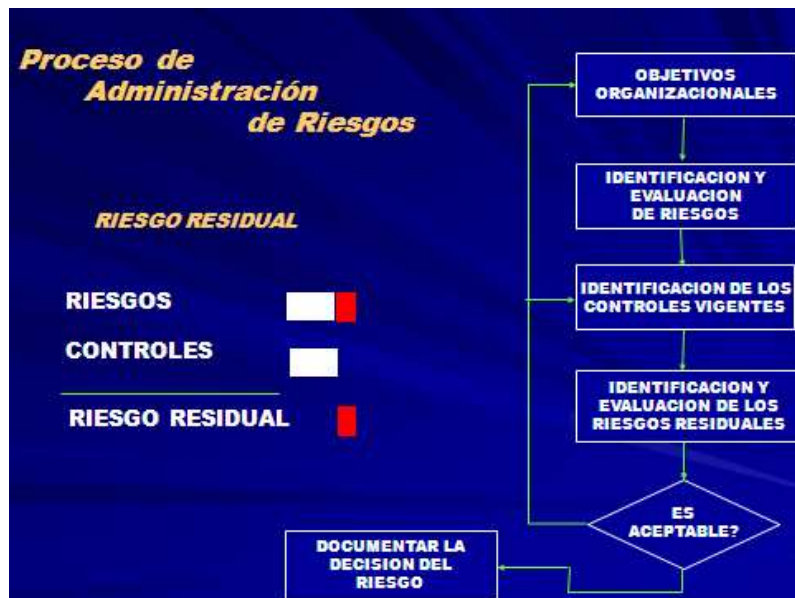 Proceso de
Administración
de Riesgos
RIESGO RESIDUAL
RIESGOS
CONTROLES
RIESGO RESIDUAL
OBJETIVOS
ORGANIZACIONALES
IDENTIFICACION Y
EVALUACION
DE RIESGOS
IDENTIFICACION DE LOS
CONTROLES VIGENTES
IDENTIFICACION Y
EVALUACION DE LOS
RIESGOS RESIDUALES
ES
ACEPTABLE?
DOCUMENTAR LA
DECISION DEL
RIESGO